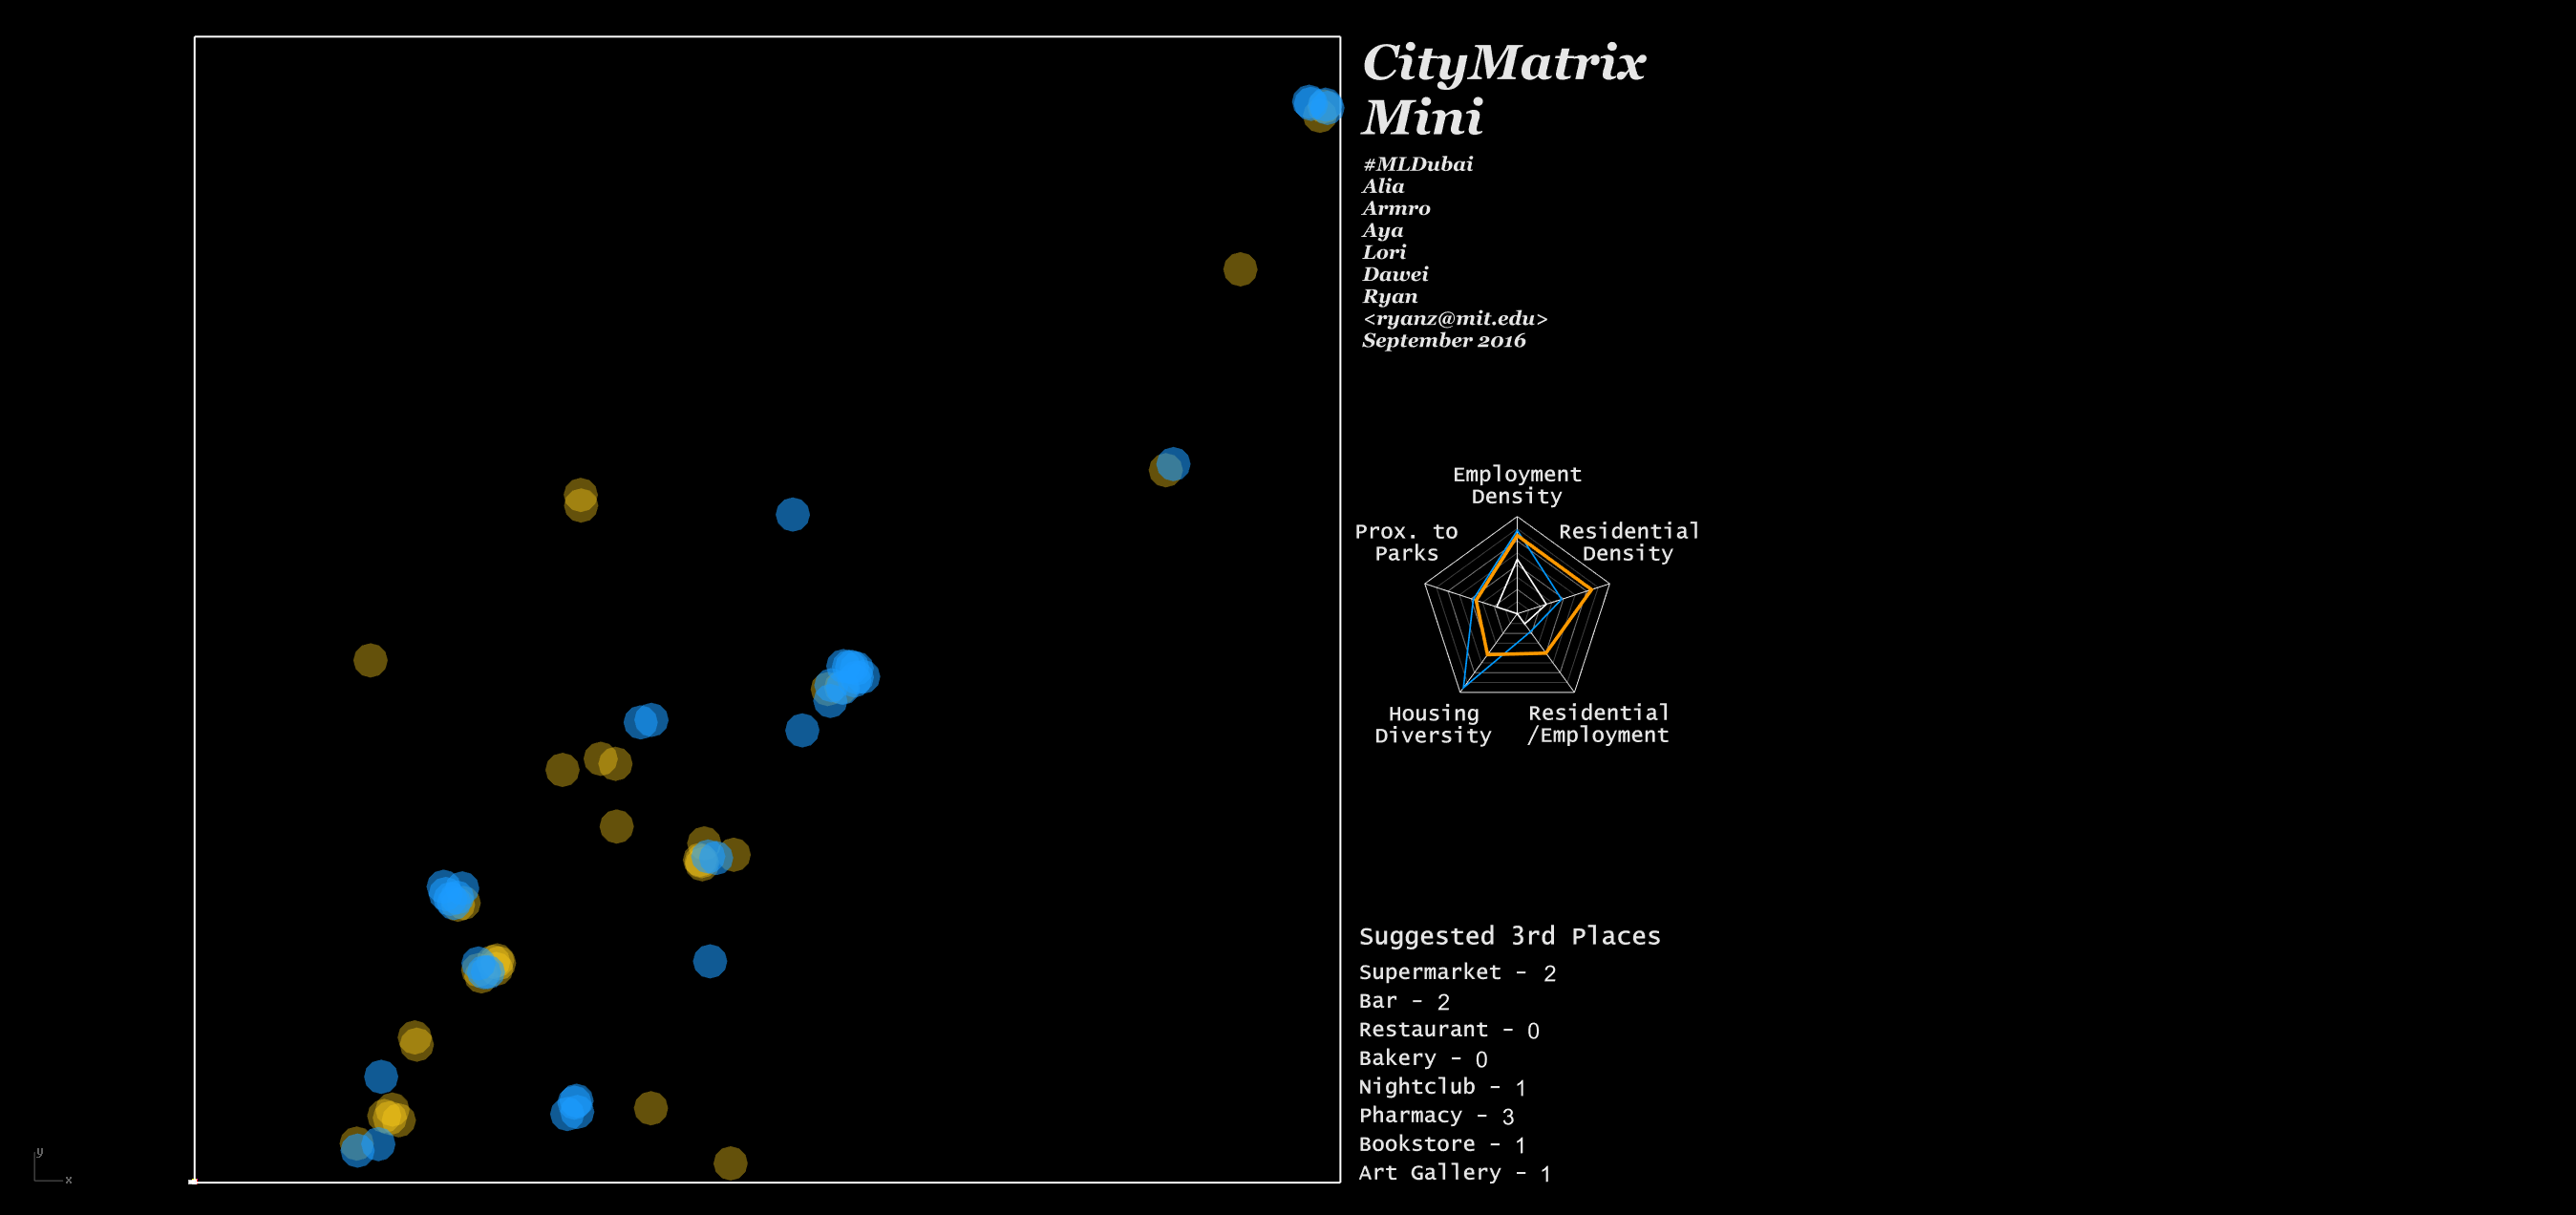 CityMatrix
Mini
#MLDubai
Alia
Armro
Aya
Lori
Dawei
Ryan
<ryanz@mit.edu>
September 2016
Employment
Density
Prox. to
Parks
Residential
Density
Housing
Diversity
Residential
/Employment
Suggested 3rd Places
Supermarket - 2
Bar - 2
Restaurant - 0
Bakery - 0
Nightclub - 1
Pharmacy - 3
Bookstore - 1
Art Gallery - 1
y
x